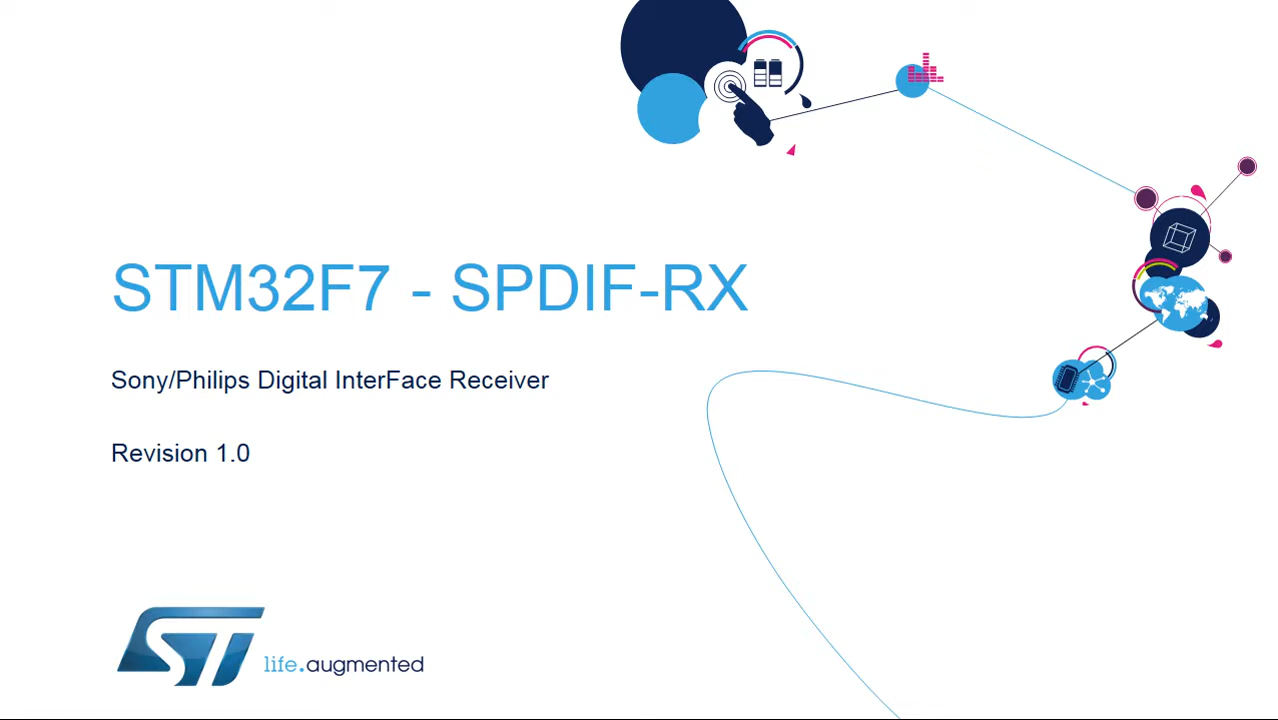 STM32F7 - SPDIF-RX
Sony/Philips Digital InterFace Receiver
Revision 1.0
ST life.augmented